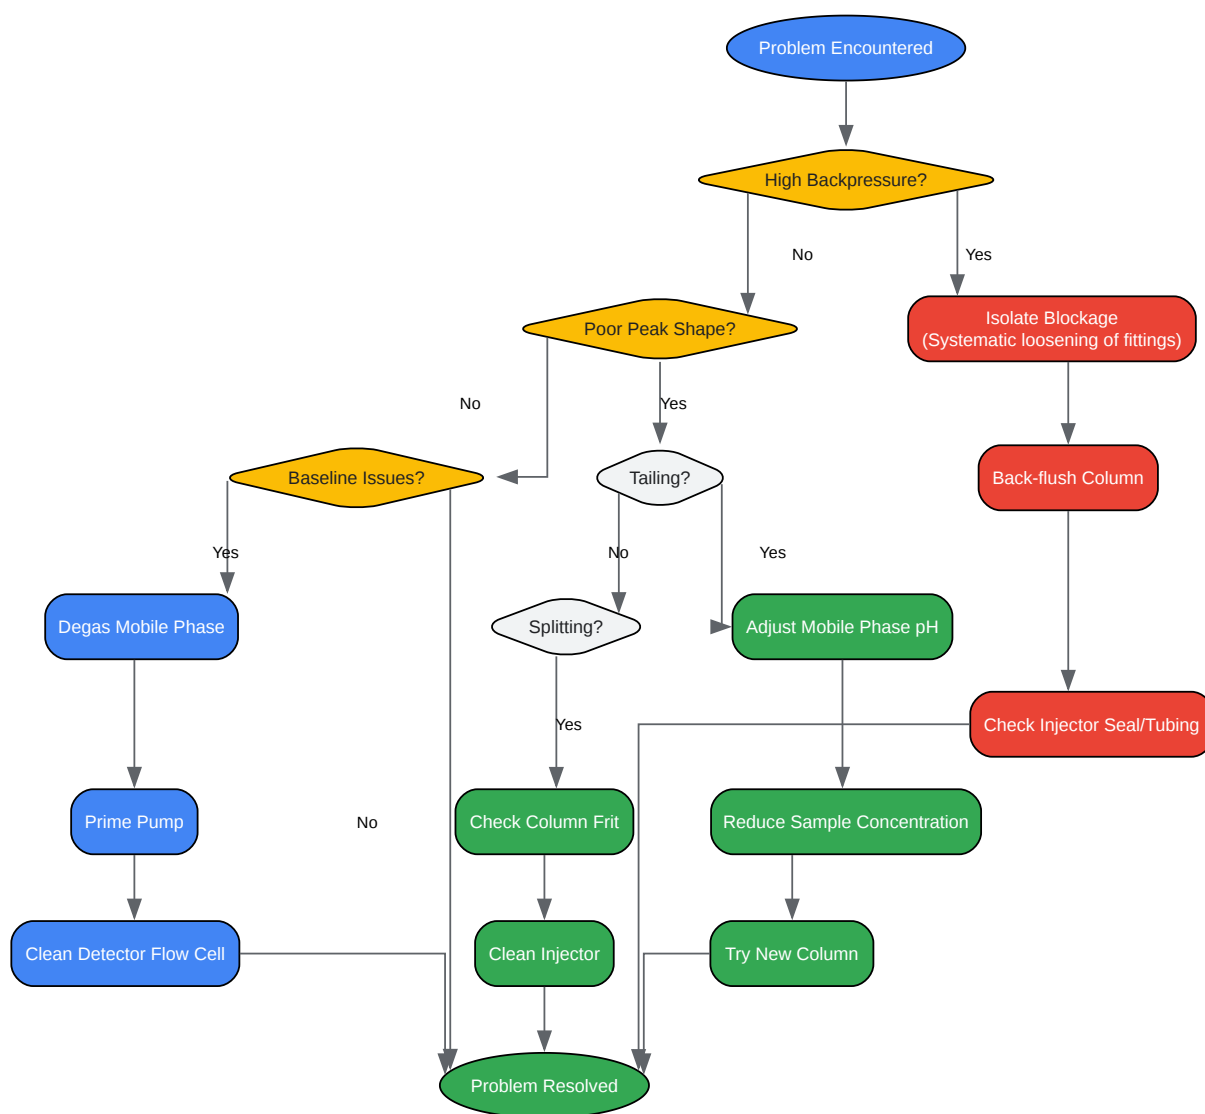 Problem Encountered
High Backpressure?
No
Yes
Isolate Blockage
(Systematic loosening of fittings)
Poor Peak Shape?
No
Yes
Baseline Issues?
Tailing?
Back-flush Column
Yes
No
Yes
Degas Mobile Phase
Splitting?
Adjust Mobile Phase pH
Yes
Check Injector Seal/Tubing
Prime Pump
No
Check Column Frit
Reduce Sample Concentration
Clean Detector Flow Cell
Clean Injector
Try New Column
Problem Resolved